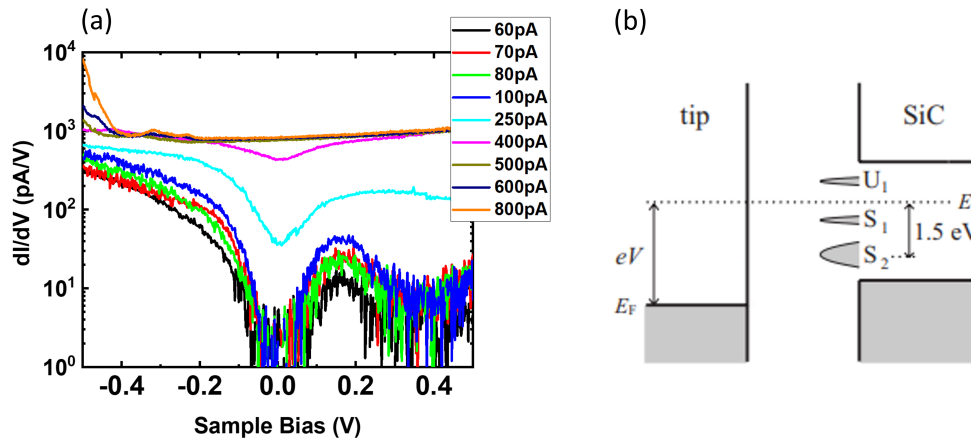 (a)
60pA
70pA
80pA
100pA
250pA
400pA
500pA
600pA
800pA
dI/dV (pA/V)
10⁴
10³
10²
10¹
10⁰
-0.4
-0.2
0.0
0.2
0.4
Sample Bias (V)
(b)
tip
SiC
U₁
E
S₁
1.5 eV
S₂
eV
E_F